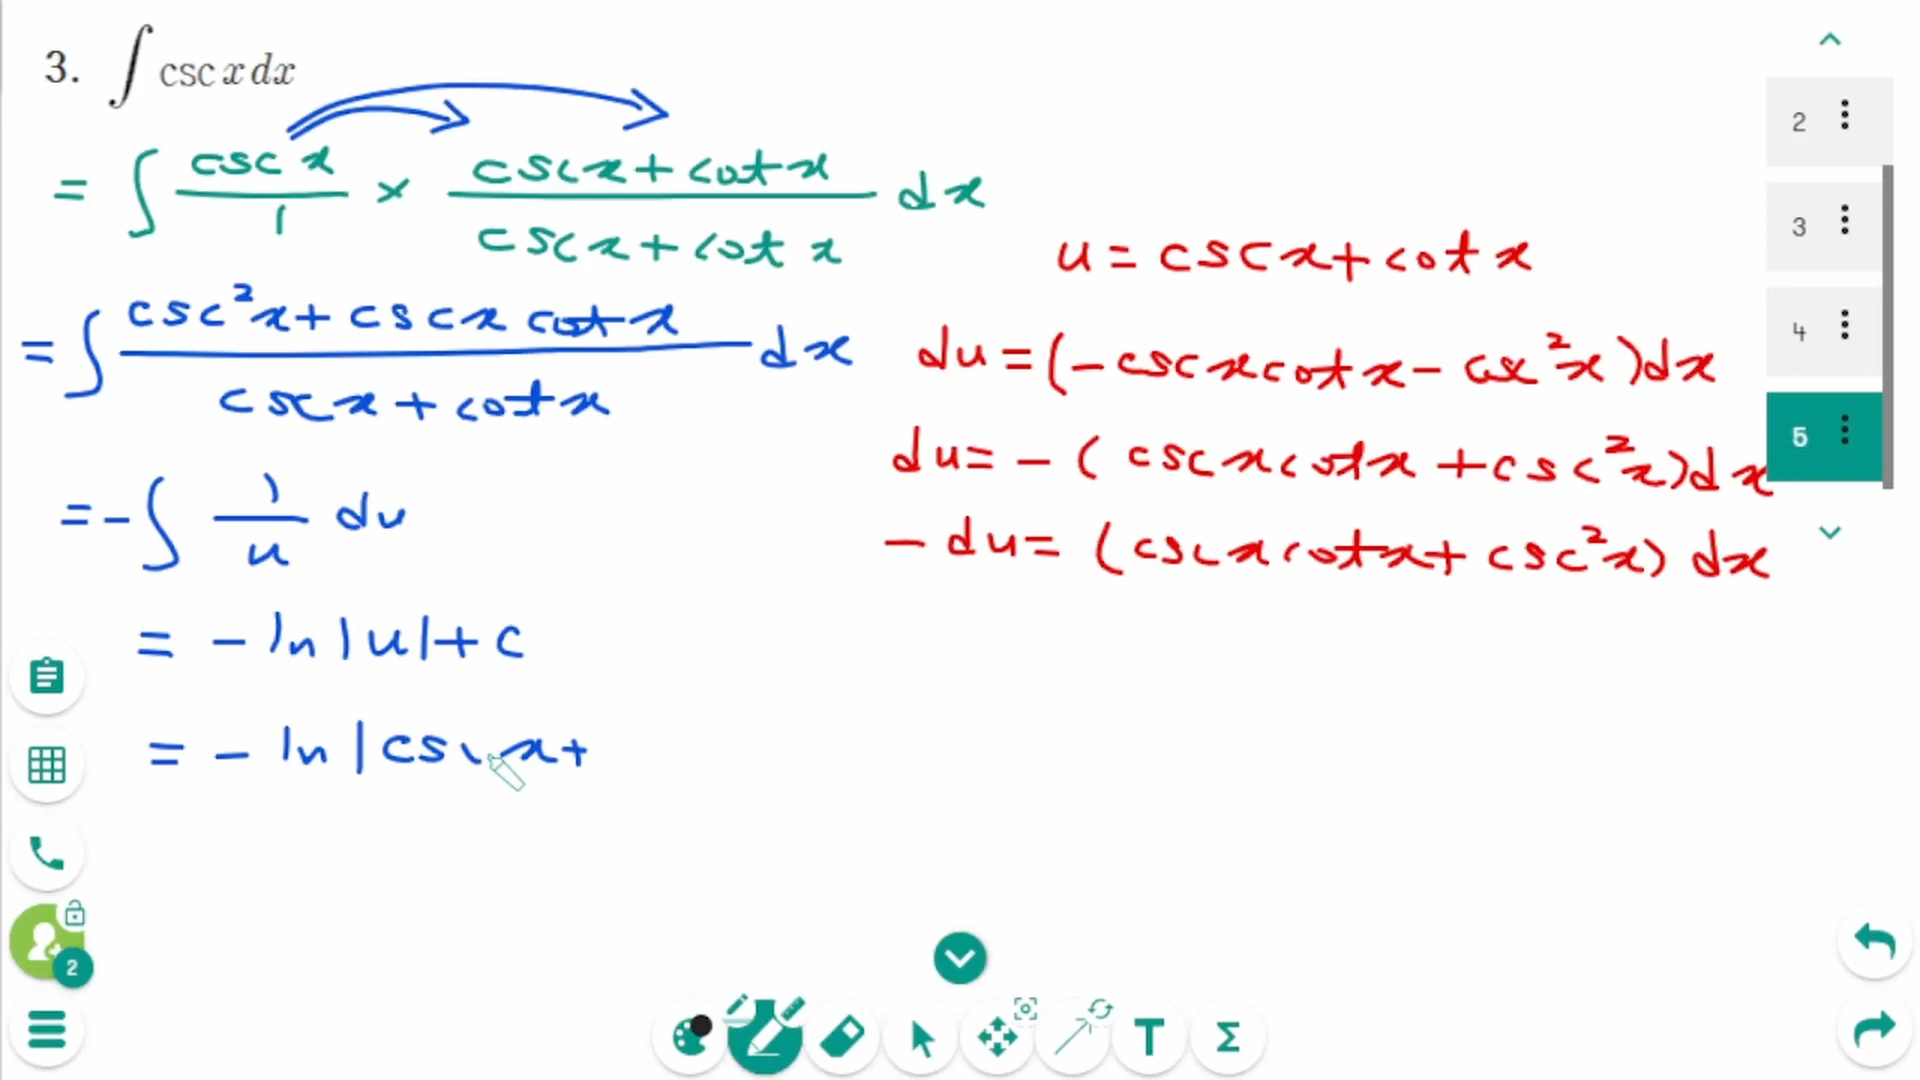 3. ∫ csc x dx
= ∫ csc x / 1 × csc x + cot x / csc x + cot x dx
= ∫ csc²x + csc x cot x / csc x + cot x dx
= - ∫ 1 / u du
= - ln |u| + c
= - ln | csc x +
u = csc x + cot x
du = (- csc x cot x - csc²x) dx
du = - ( csc x cot x + csc²x) dx
- du = ( csc x cot x + csc²x) dx
2
3
4
5
2
T
Σ